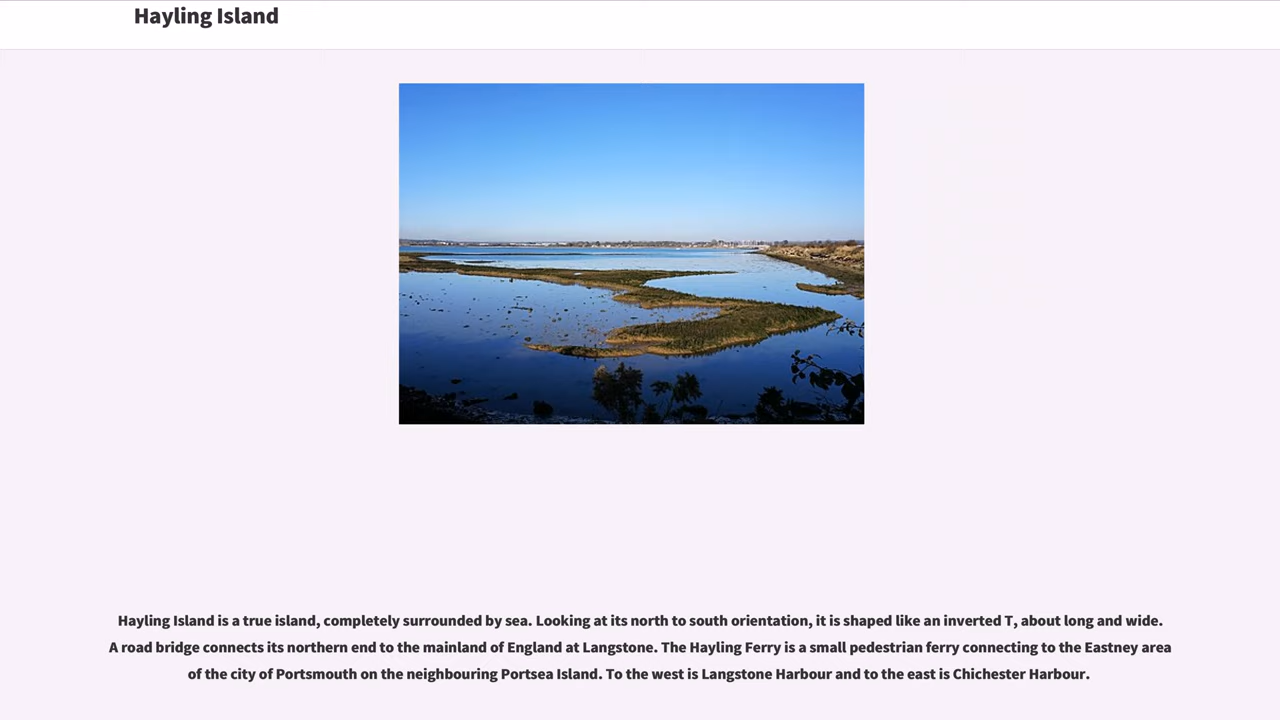 Hayling Island
Hayling Island is a true island, completely surrounded by sea. Looking at its north to south orientation, it is shaped like an inverted T, about long and wide.
A road bridge connects its northern end to the mainland of England at Langstone. The Hayling Ferry is a small pedestrian ferry connecting to the Eastney area
of the city of Portsmouth on the neighbouring Portsea Island. To the west is Langstone Harbour and to the east is Chichester Harbour.